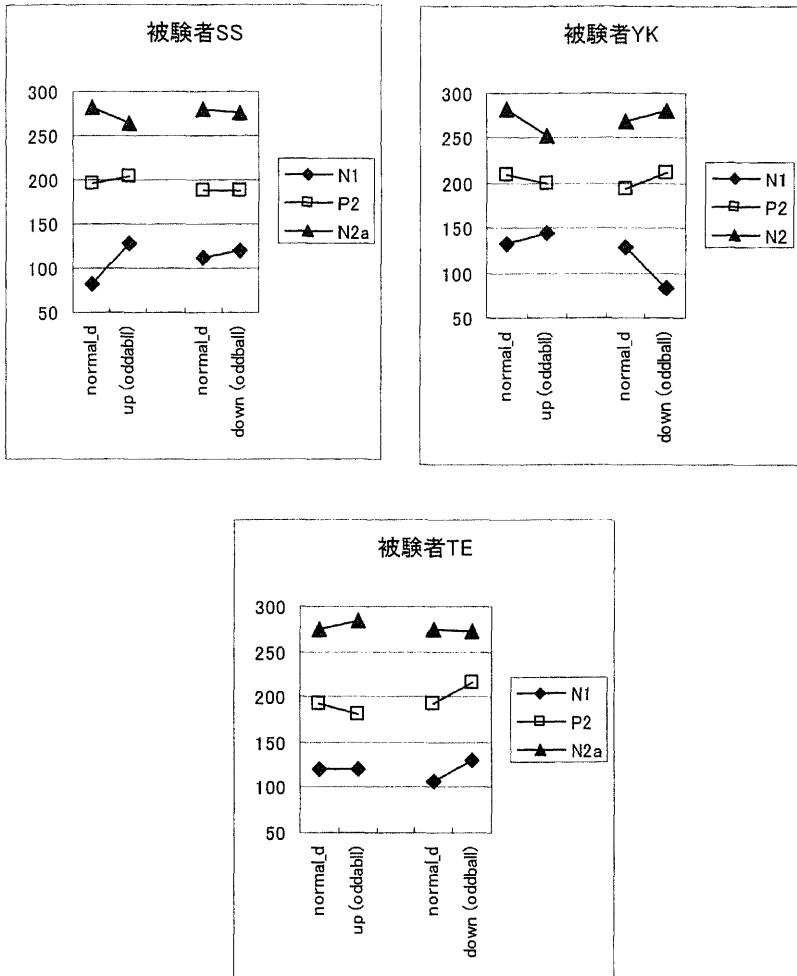 被験者SS
300
250
200
150
100
50
normal_d
up (oddabll)
normal_d
down (oddball)
N1
P2
N2a
被験者YK
300
250
200
150
100
50
normal_d
up (oddabll)
normal_d
down (oddball)
N1
P2
N2
被験者TE
300
250
200
150
100
50
normal_d
up (oddabll)
normal_d
down (oddball)
N1
P2
N2a